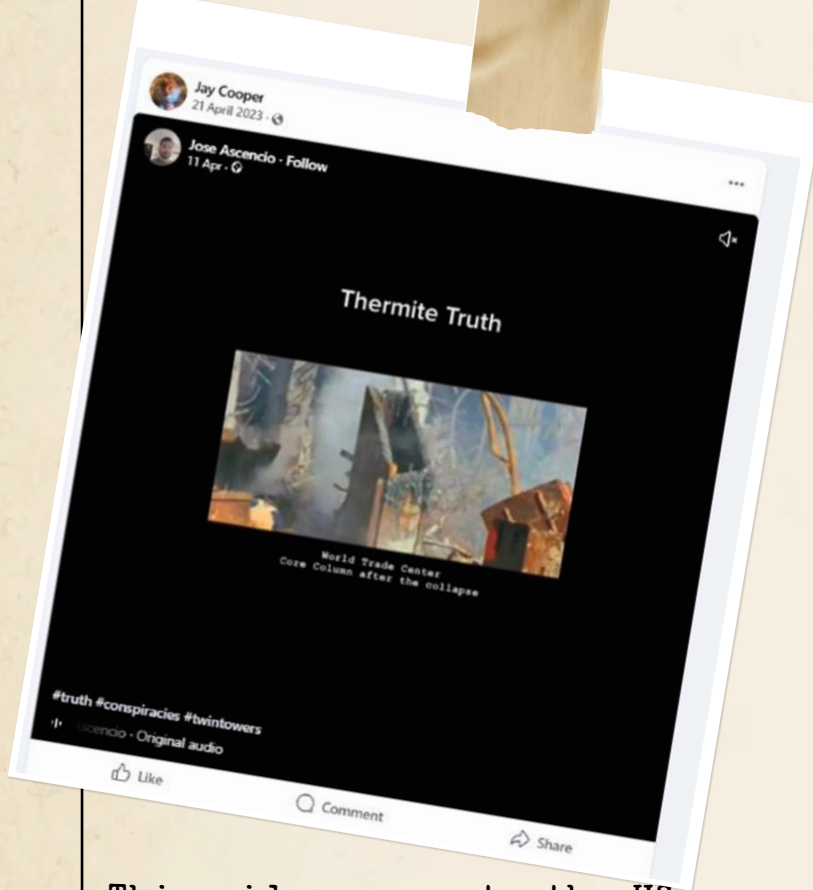 Jay Cooper
21 April 2023 ·
Jose Ascencio · Follow
11 Apr ·
Thermite Truth
World Trade Center
Core Column after the collapse
#truth #conspiracies #twintowers
Ascencio · Original audio
Like
Comment
Share